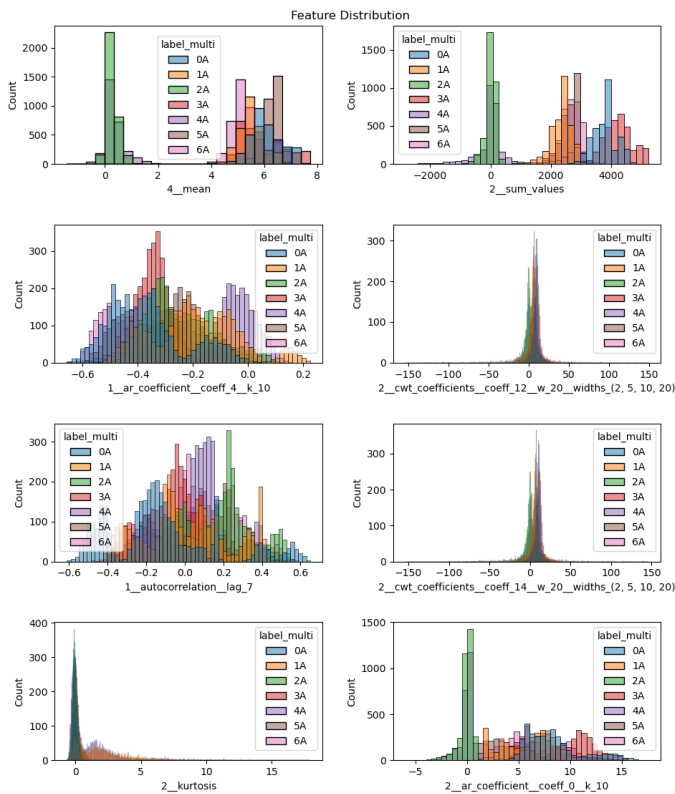 Feature Distribution
2000
1500
1000
500
0
Count
0
2
4
6
8
4__mean
label_multi
0A
1A
2A
3A
4A
5A
6A
1500
1000
500
0
Count
−2000
0
2000
4000
2__sum_values
label_multi
0A
1A
2A
3A
4A
5A
6A
300
200
100
0
Count
−0.6
−0.4
−0.2
0.0
0.2
1__ar_coefficient__coeff_4__k_10
label_multi
0A
1A
2A
3A
4A
5A
6A
300
200
100
0
Count
−150
−100
−50
0
50
100
150
2__cwt_coefficients__coeff_12__w_20__widths_(2, 5, 10, 20)
label_multi
0A
1A
2A
3A
4A
5A
6A
300
200
100
0
Count
−0.6
−0.4
−0.2
0.0
0.2
0.4
0.6
1__autocorrelation__lag_7
label_multi
0A
1A
2A
3A
4A
5A
6A
300
200
100
0
Count
−150
−100
−50
0
50
100
150
2__cwt_coefficients__coeff_14__w_20__widths_(2, 5, 10, 20)
label_multi
0A
1A
2A
3A
4A
5A
6A
400
300
200
100
0
Count
0
5
10
15
2__kurtosis
label_multi
0A
1A
2A
3A
4A
5A
6A
1500
1000
500
0
Count
−5
0
5
10
15
2__ar_coefficient__coeff_0__k_10
label_multi
0A
1A
2A
3A
4A
5A
6A